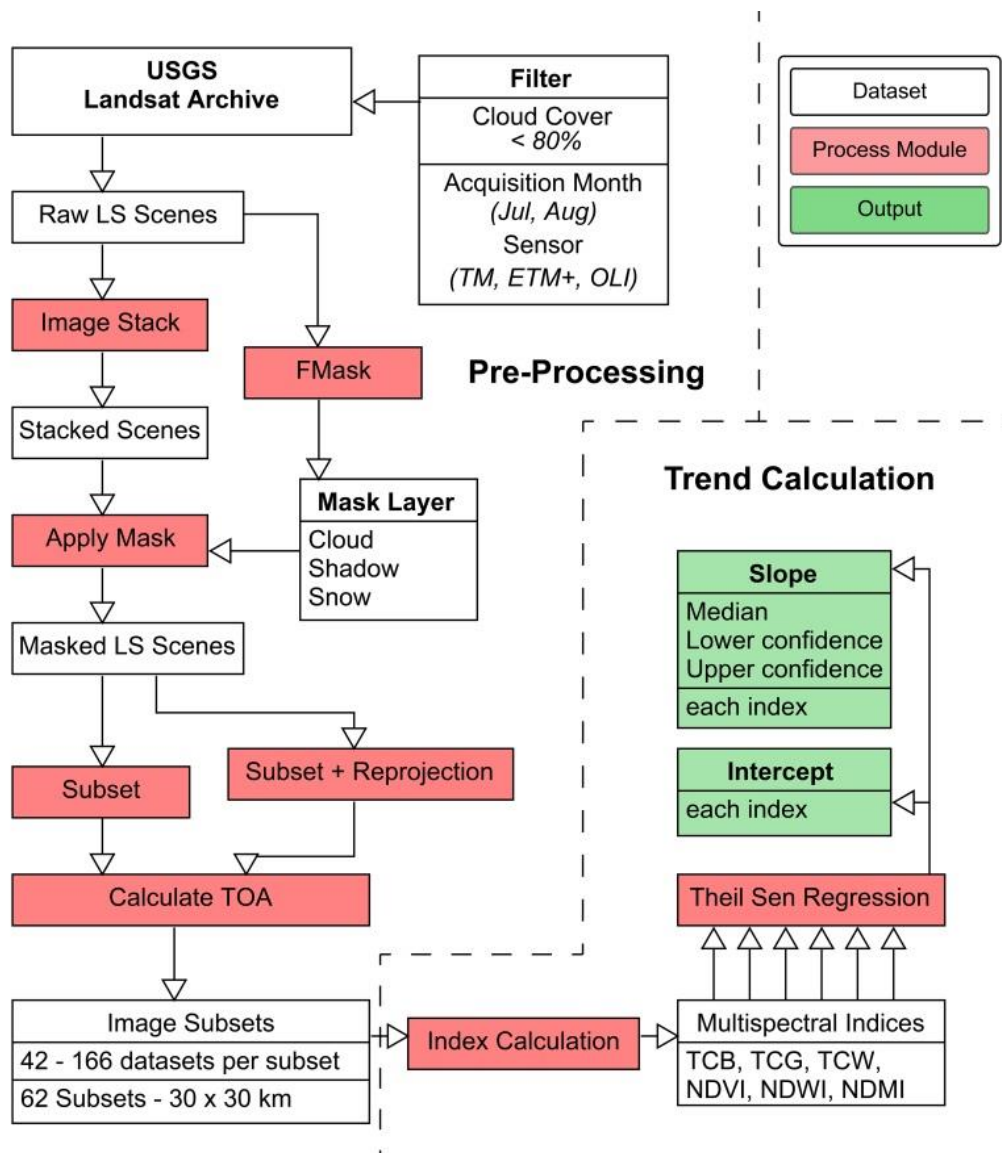 USGS
Landsat Archive
Filter
Cloud Cover
< 80%
Acquisition Month
(Jul, Aug)
Sensor
(TM, ETM+, OLI)
Dataset
Process Module
Output
Raw LS Scenes
Image Stack
FMask
Pre-Processing
Stacked Scenes
Mask Layer
Cloud
Shadow
Snow
Apply Mask
Masked LS Scenes
Subset
Subset + Reprojection
Calculate TOA
Image Subsets
42 - 166 datasets per subset
62 Subsets - 30 x 30 km
Trend Calculation
Slope
Median
Lower confidence
Upper confidence
each index
Intercept
each index
Theil Sen Regression
Index Calculation
Multispectral Indices
TCB, TCG, TCW,
NDVI, NDWI, NDMI